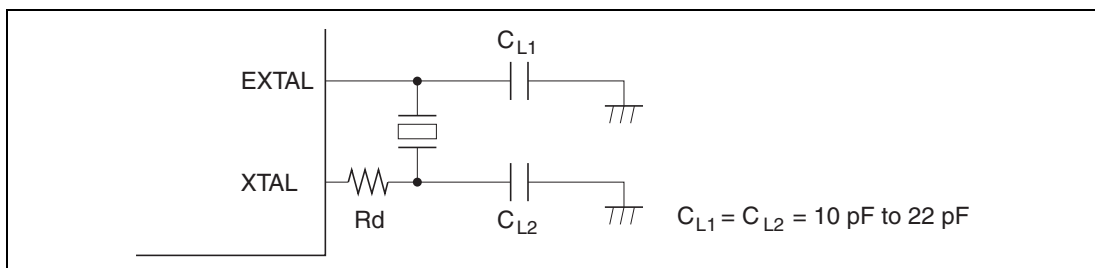 C L1
EXTAL
XTAL
Rd
C L2
C L1 = C L2 = 10 pF to 22 pF